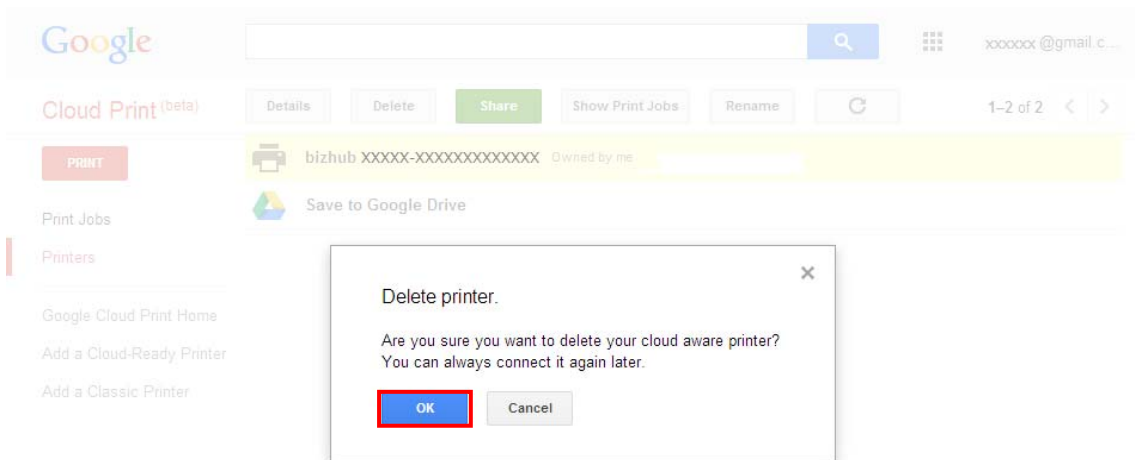 Google
xxxxxx @gmail.c...
Cloud Print (beta)
Details Delete Share Show Print Jobs Rename 1–2 of 2
PRINT
bizhub XXXXX-XXXXXXXXXXXXX Owned by me
Print Jobs
Save to Google Drive
Printers
Google Cloud Print Home
Add a Cloud-Ready Printer
Add a Classic Printer
Delete printer.
Are you sure you want to delete your cloud aware printer?
You can always connect it again later.
OK Cancel